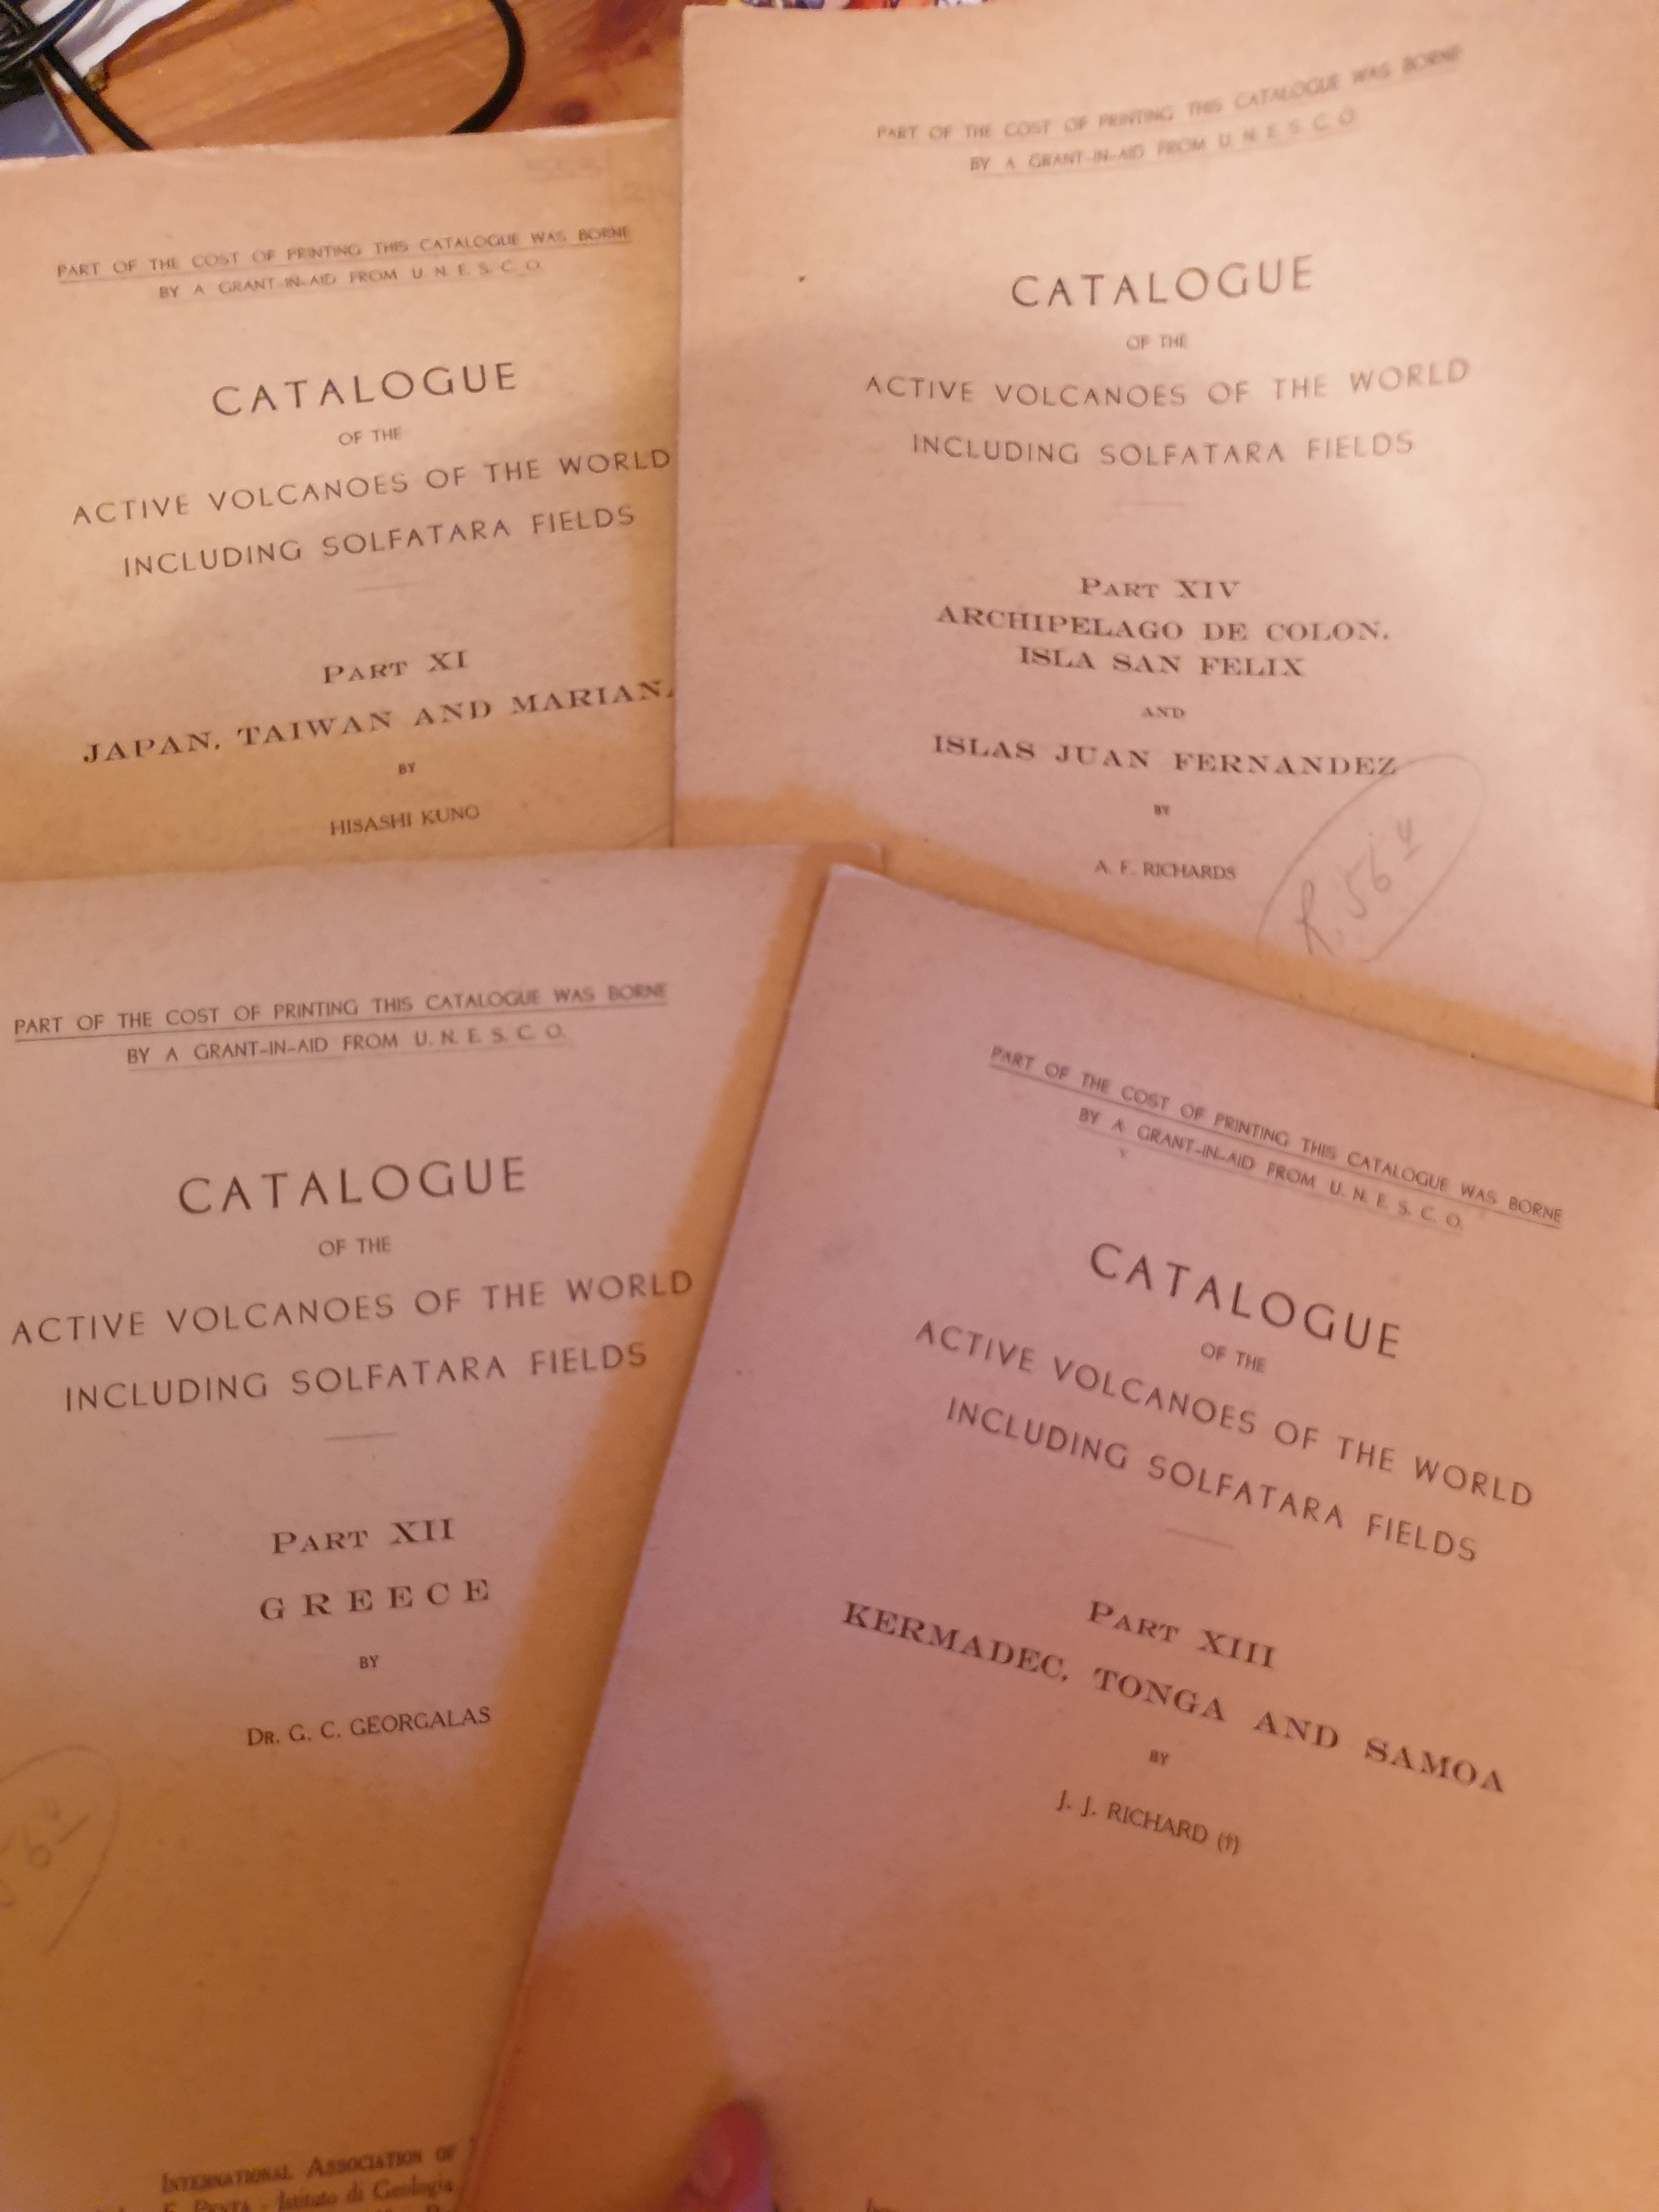 PART OF THE COST OF PRINTING THIS CATALOGUE WAS BORNE
BY A GRANT-IN-AID FROM U. N. E. S. C. O.
CATALOGUE
OF THE
ACTIVE VOLCANOES OF THE WORLD
INCLUDING SOLFATARA FIELDS
PART XI
JAPAN, TAIWAN AND MARIANA
BY
HISASHI KUNO
PART OF THE COST OF PRINTING THIS CATALOGUE WAS BORNE
BY A GRANT-IN-AID FROM U. N. E. S. C. O.
CATALOGUE
OF THE
ACTIVE VOLCANOES OF THE WORLD
INCLUDING SOLFATARA FIELDS
PART XIV
ARCHIPELAGO DE COLON,
ISLA SAN FELIX
AND
ISLAS JUAN FERNANDEZ
BY
A. F. RICHARDS
PART OF THE COST OF PRINTING THIS CATALOGUE WAS BORNE
BY A GRANT-IN-AID FROM U. N. E. S. C. O.
CATALOGUE
OF THE
ACTIVE VOLCANOES OF THE WORLD
INCLUDING SOLFATARA FIELDS
PART XII
GREECE
BY
DR. G. C. GEORGALAS
INTERNATIONAL ASSOCIATION OF
PENTA - Istituto di Geologia
PART OF THE COST OF PRINTING THIS CATALOGUE WAS BORNE
BY A GRANT-IN-AID FROM U. N. E. S. C. O.
CATALOGUE
OF THE
ACTIVE VOLCANOES OF THE WORLD
INCLUDING SOLFATARA FIELDS
PART XIII
KERMADEC, TONGA AND SAMOA
BY
J. J. RICHARD (†)